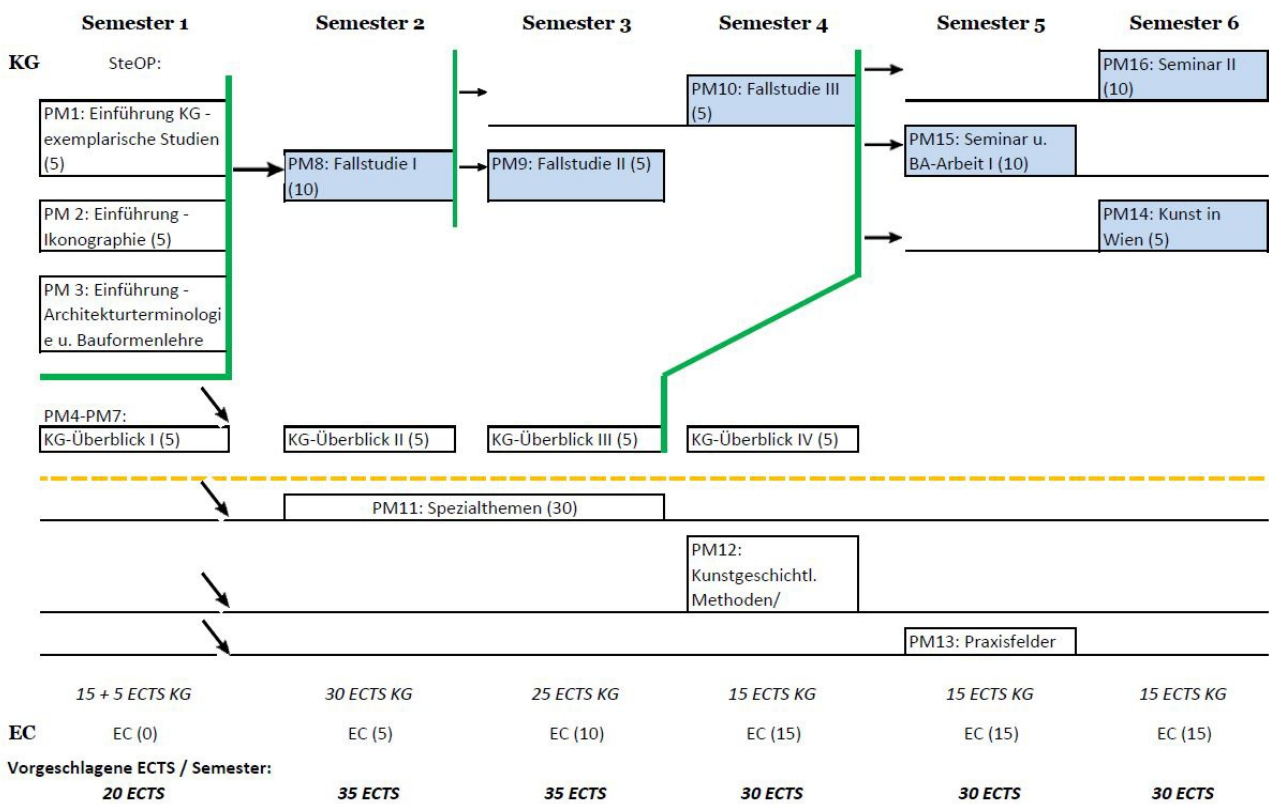 Semester 1 Semester 2 Semester 3 Semester 4 Semester 5 Semester 6
KG SteOP:
PM1: Einführung KG -
exemplarische Studien
(5)
PM 2: Einführung -
Ikonographie (5)
PM 3: Einführung -
Architekturterminologi
e u. Bauformenlehre
PM8: Fallstudie I
(10)
PM9: Fallstudie II (5)
PM10: Fallstudie III
(5)
PM15: Seminar u.
BA-Arbeit I (10)
PM16: Seminar II
(10)
PM14: Kunst in
Wien (5)
PM4-PM7:
KG-Überblick I (5) KG-Überblick II (5) KG-Überblick III (5) KG-Überblick IV (5)
PM11: Spezialthemen (30)
PM12:
Kunstgeschichtl.
Methoden/
PM13: Praxisfelder
15 + 5 ECTS KG 30 ECTS KG 25 ECTS KG 15 ECTS KG 15 ECTS KG 15 ECTS KG
EC EC (0) EC (5) EC (10) EC (15) EC (15) EC (15)
Vorgeschlagene ECTS / Semester:
20 ECTS 35 ECTS 35 ECTS 30 ECTS 30 ECTS 30 ECTS